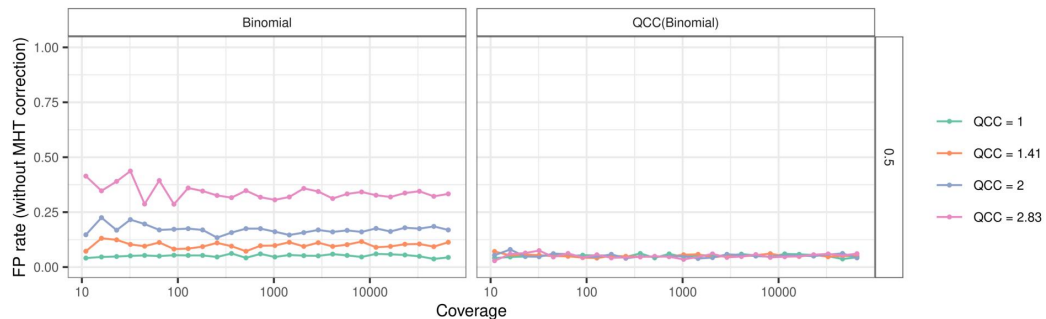 Binomial
QCC(Binomial)
FP rate (without MHT correction)
1.00
0.75
0.50
0.25
0.00
0.5
10
100
1000
10000
10
100
1000
10000
Coverage
QCC = 1
QCC = 1.41
QCC = 2
QCC = 2.83